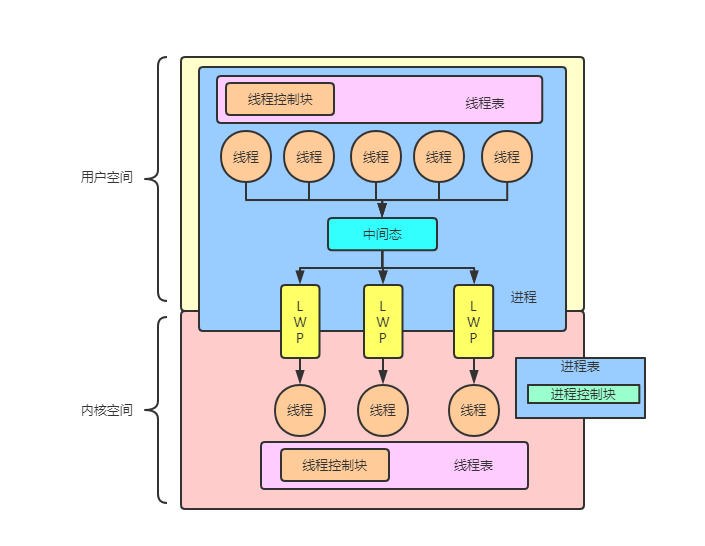 线程控制块
线程表
线程
线程
线程
线程
线程
用户空间
中间态
进程
L
W
P
L
W
P
L
W
P
进程表
进程控制块
内核空间
线程
线程
线程
线程控制块
线程表